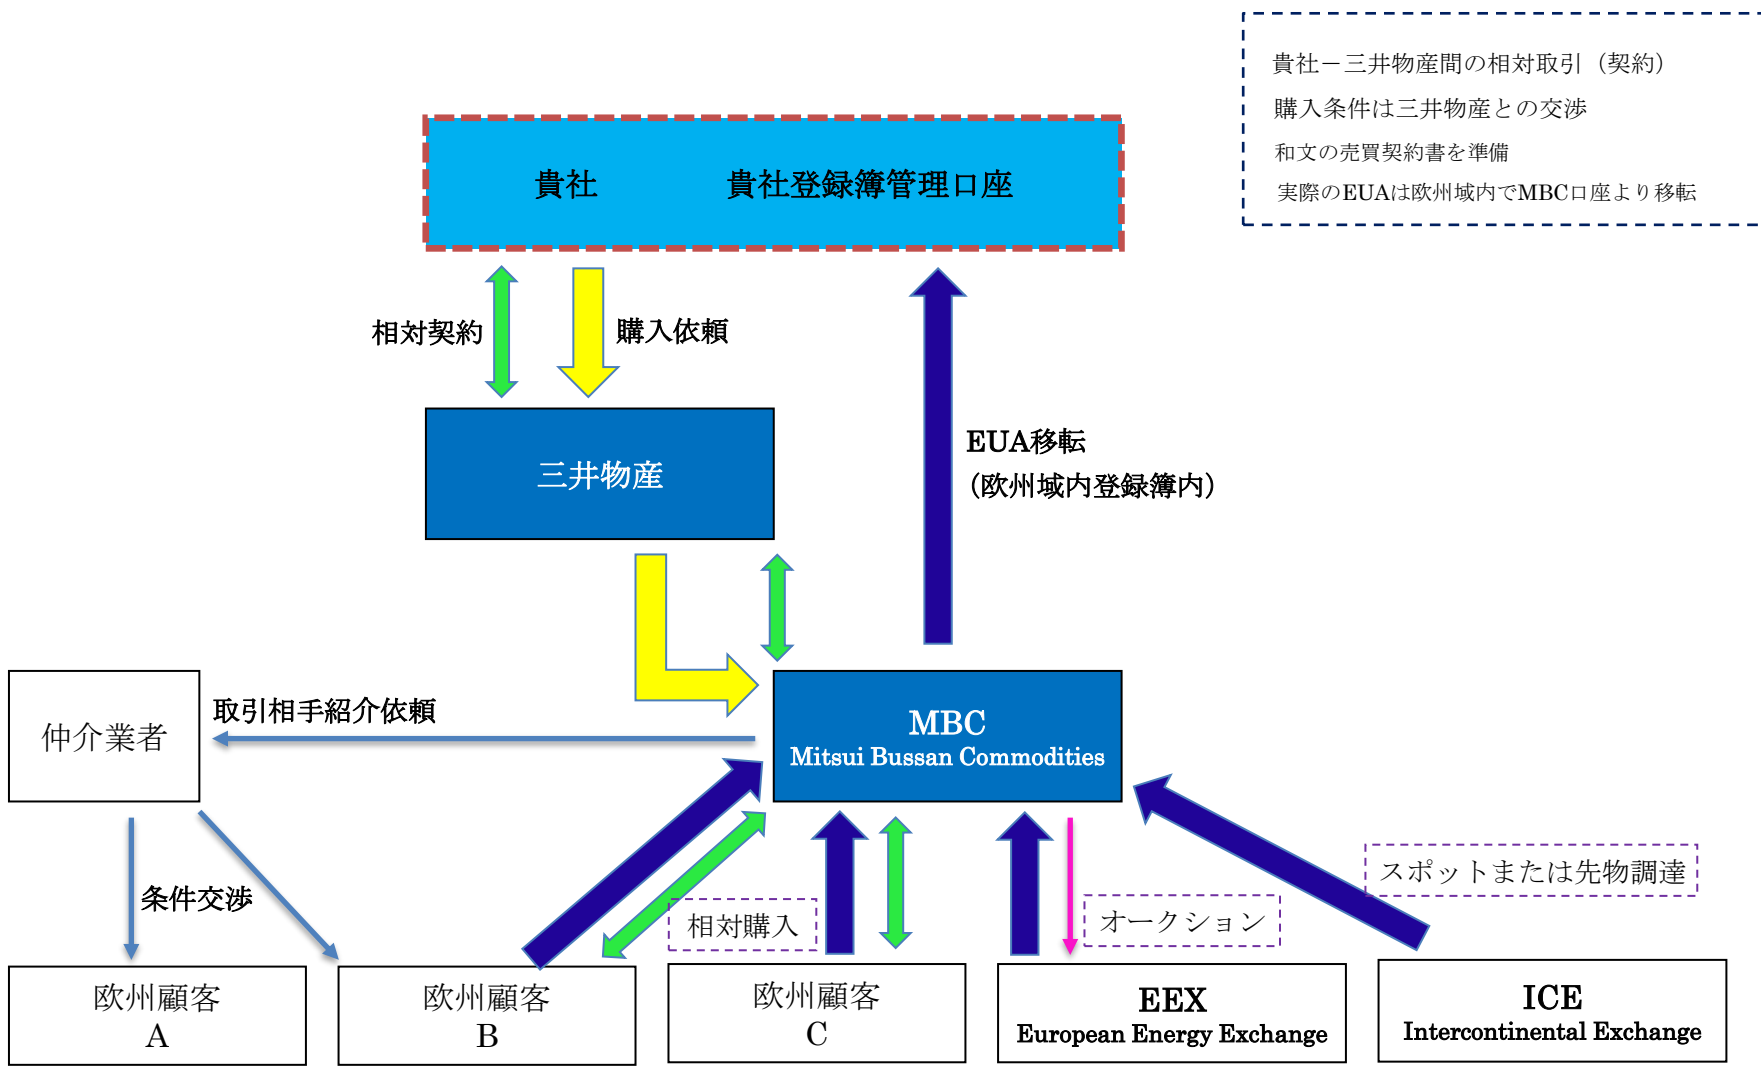 貴社－三井物産間の相対取引（契約）
購入条件は三井物産との交渉
和文の売買契約書を準備
実際のEUAは欧州域内でMBC口座より移転
貴社
貴社登録簿管理口座
相対契約
購入依頼
三井物産
EUA移転
（欧州域内登録簿内）
仲介業者
取引相手紹介依頼
MBC
Mitsui Bussan Commodities
条件交渉
相対購入
オークション
スポットまたは先物調達
欧州顧客
A
欧州顧客
B
欧州顧客
C
EEX
European Energy Exchange
ICE
Intercontinental Exchange